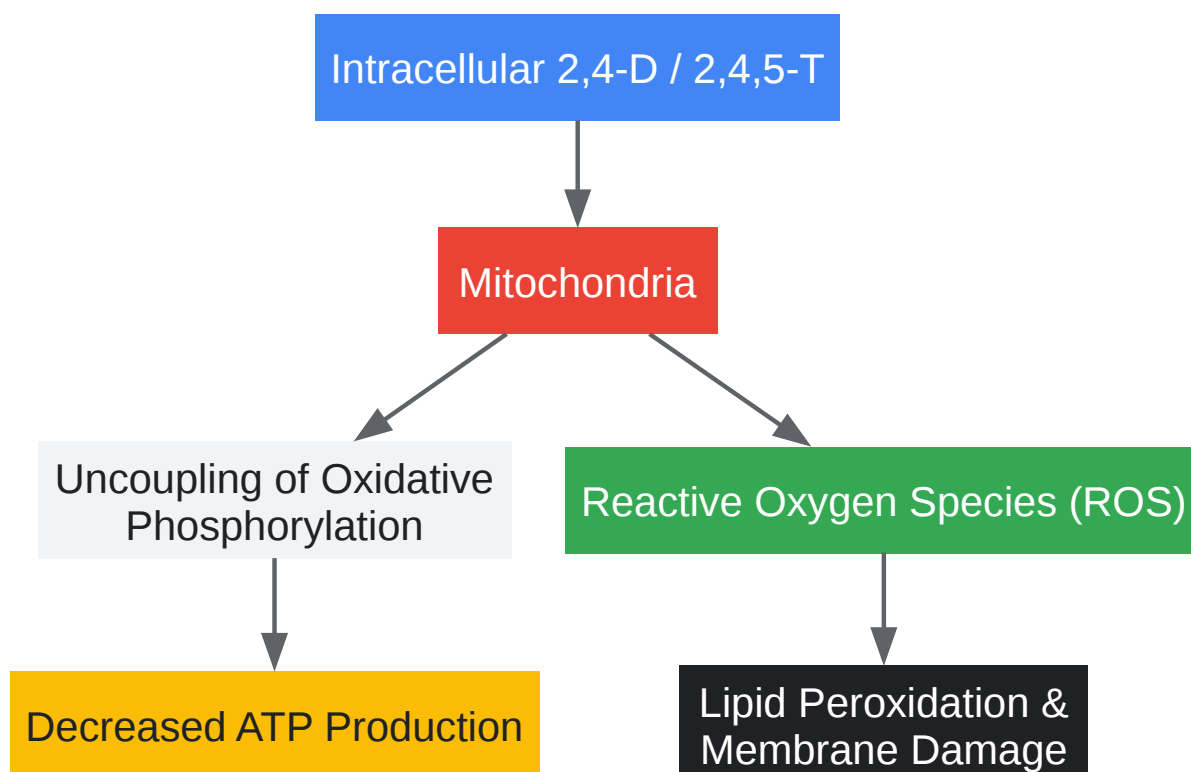 Intracellular 2,4-D / 2,4,5-T
Mitochondria
Uncoupling of Oxidative
Phosphorylation
Reactive Oxygen Species (ROS)
Decreased ATP Production
Lipid Peroxidation &
Membrane Damage